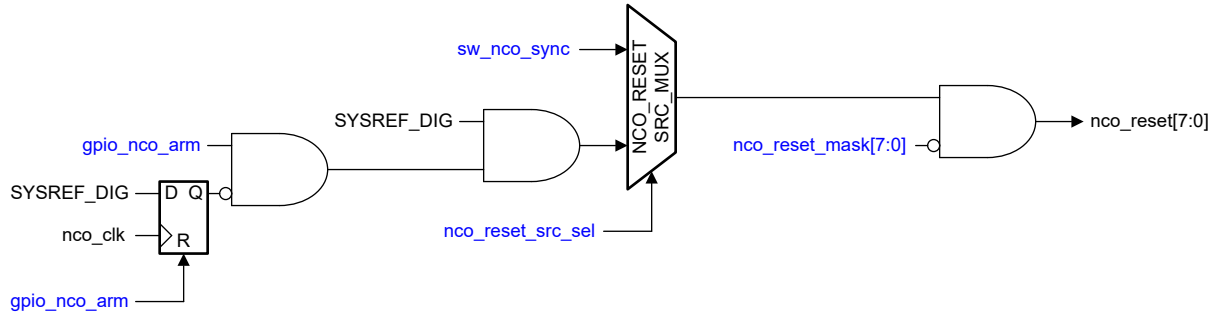 sw_nco_sync
NCO_RESET
SRC_MUX
SYSREF_DIG
gpio_nco_arm
nco_reset_mask[7:0]
nco_reset[7:0]
SYSREF_DIG
D Q
nco_clk
R
nco_reset_src_sel
gpio_nco_arm